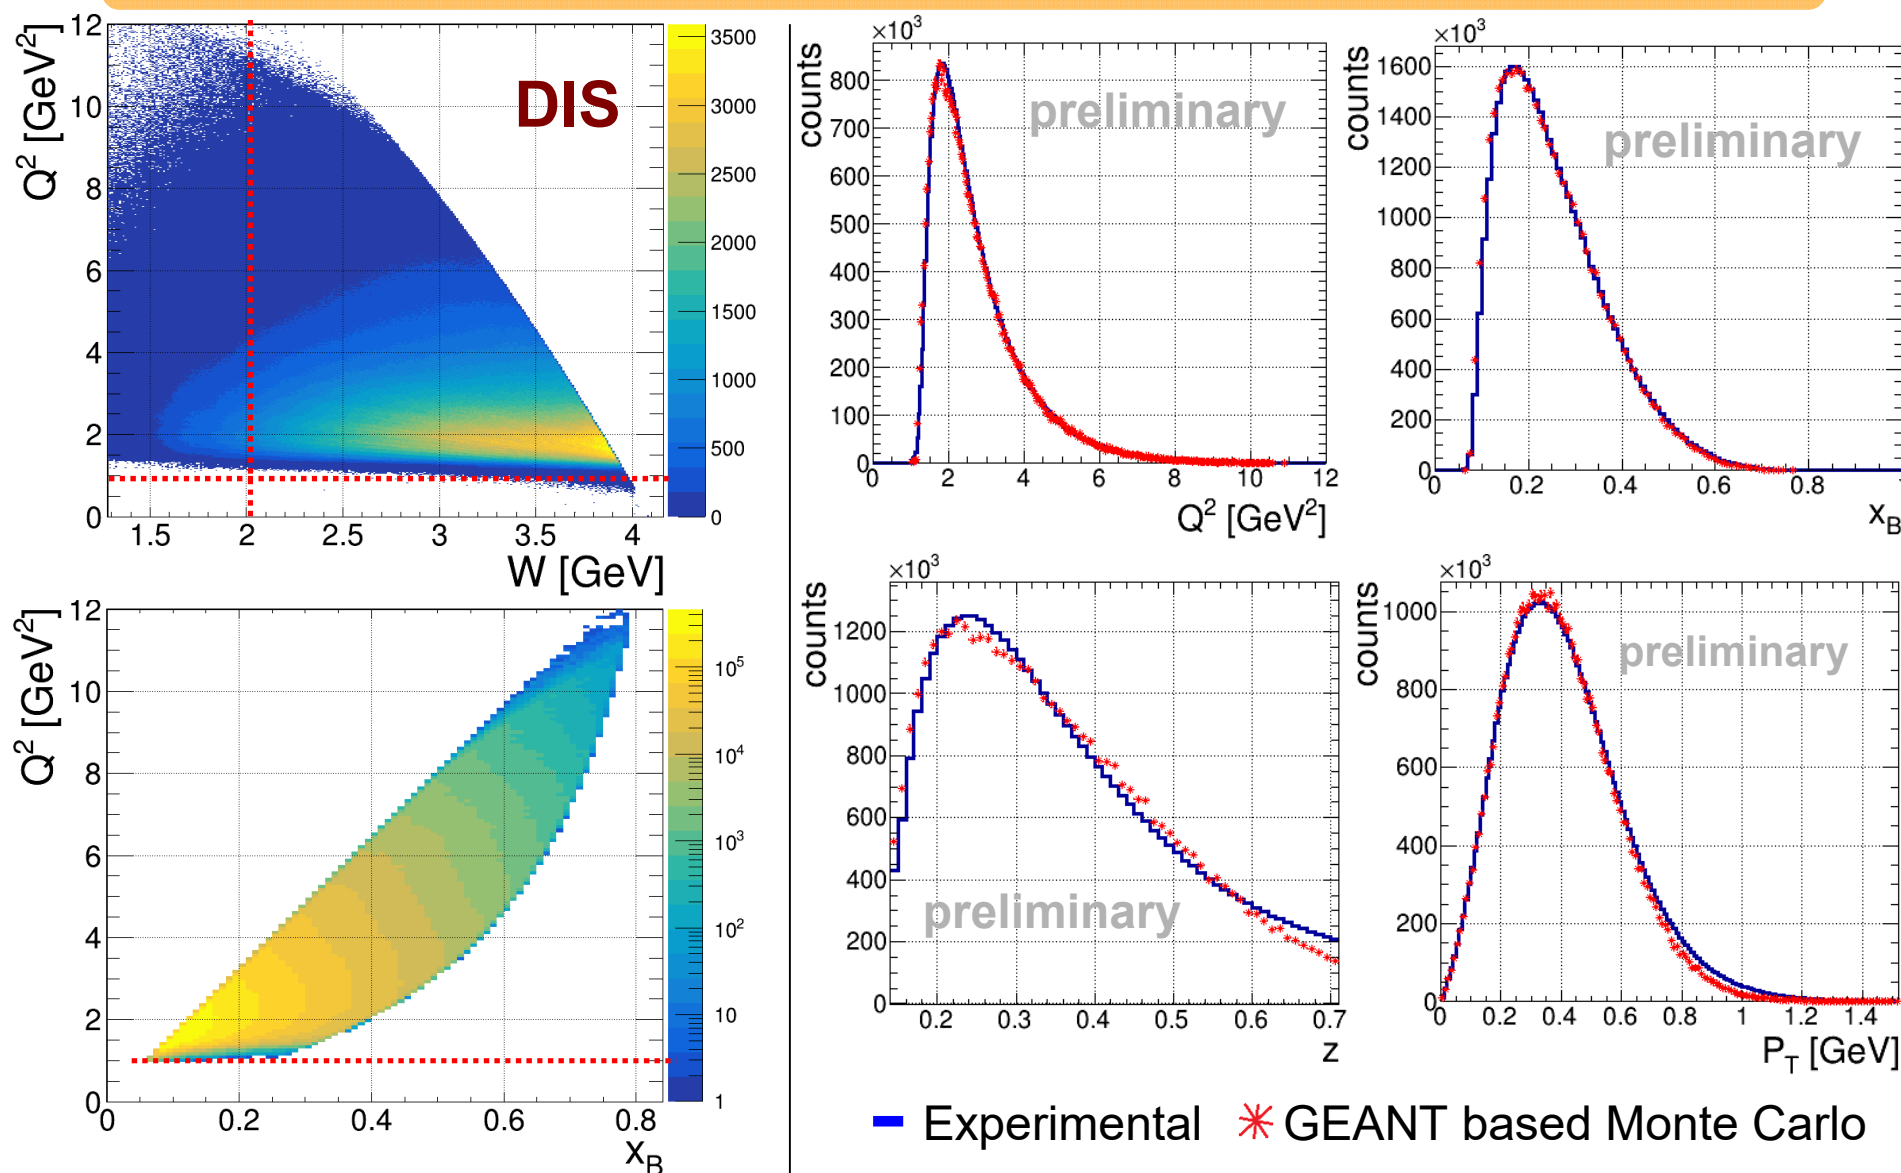 12
10
8
6
4
2
0
Q² [GeV²]
DIS
1.5 2 2.5 3 3.5 4
W [GeV]
3500
3000
2500
2000
1500
1000
500
0
×10³
counts
800
700
600
500
400
300
200
100
0
preliminary
0 2 4 6 8 10 12
Q² [GeV²]
×10³
counts
1600
1400
1200
1000
800
600
400
200
0
preliminary
0 0.2 0.4 0.6 0.8
x_B
12
10
8
6
4
2
0
Q² [GeV²]
0 0.2 0.4 0.6 0.8
x_B
10⁵
10⁴
10³
10²
10
1
×10³
counts
1200
1000
800
600
400
200
0
preliminary
0.2 0.3 0.4 0.5 0.6 0.7
z
×10³
counts
1000
800
600
400
200
0
preliminary
0 0.2 0.4 0.6 0.8 1 1.2 1.4
P_T [GeV]
Experimental GEANT based Monte Carlo